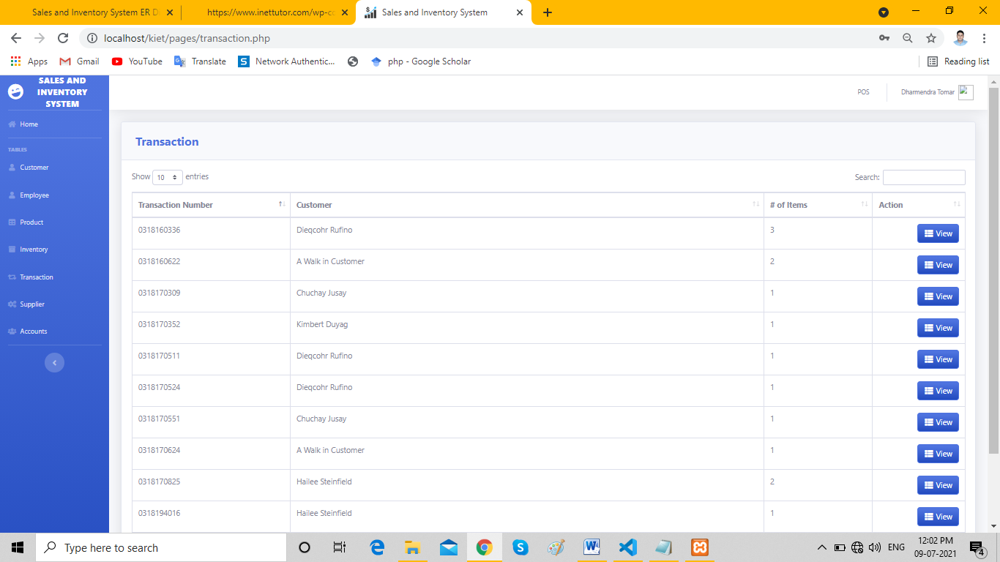 Sales and Inventory System ER D
https://www.inettutor.com/wp-co
Sales and Inventory System
localhost/kiet/pages/transaction.php
Apps Gmail YouTube Translate Network Authentic... php - Google Scholar Reading list
SALES AND INVENTORY SYSTEM
POS Dharmendra Tomar
Home
TABLES
Customer
Employee
Product
Inventory
Transaction
Supplier
Accounts
Transaction
Show 10 entries Search:
Transaction Number Customer # of Items Action
0318160336 Dieqcohr Rufino 3 View
0318160622 A Walk in Customer 2 View
0318170309 Chuchay Jusay 1 View
0318170352 Kimbert Duyag 1 View
0318170511 Dieqcohr Rufino 1 View
0318170524 Dieqcohr Rufino 1 View
0318170551 Chuchay Jusay 1 View
0318170624 A Walk in Customer 1 View
0318170825 Hailee Steinfield 2 View
0318194016 Hailee Steinfield 1 View
Type here to search
ENG
12:02 PM
09-07-2021
4